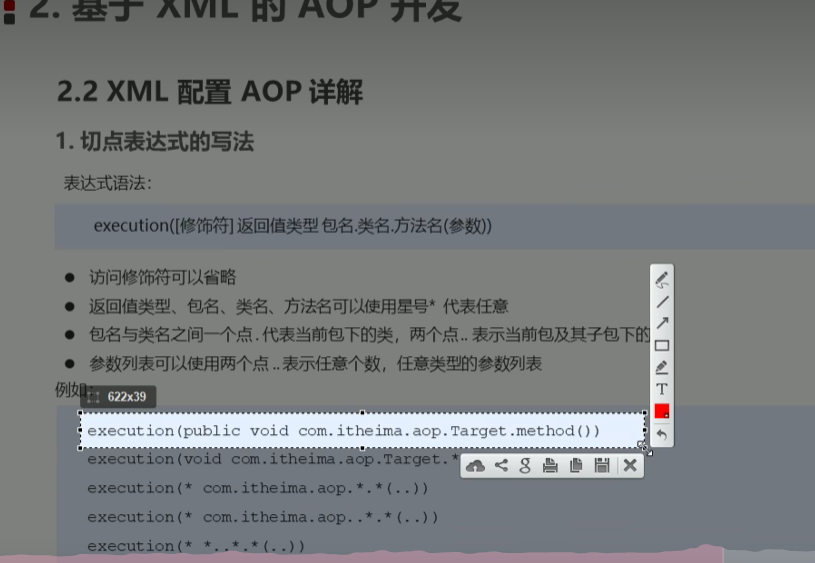 2. 基于 XML 的 AOP 开发
2.2 XML 配置 AOP 详解
1. 切点表达式的写法
表达式语法：
execution([修饰符] 返回值类型 包名.类名.方法名(参数))
● 访问修饰符可以省略
● 返回值类型、包名、类名、方法名可以使用星号* 代表任意
● 包名与类名之间一个点 . 代表当前包下的类，两个点 .. 表示当前包及其子包下的
● 参数列表可以使用两个点 .. 表示任意个数，任意类型的参数列表
例如：
622x39
execution(public void com.itheima.aop.Target.method())
execution(void com.itheima.aop.Target.*
execution(* com.itheima.aop.*.*(..))
execution(* com.itheima.aop..*.*(..))
execution(* *..*.*(..))
T
g